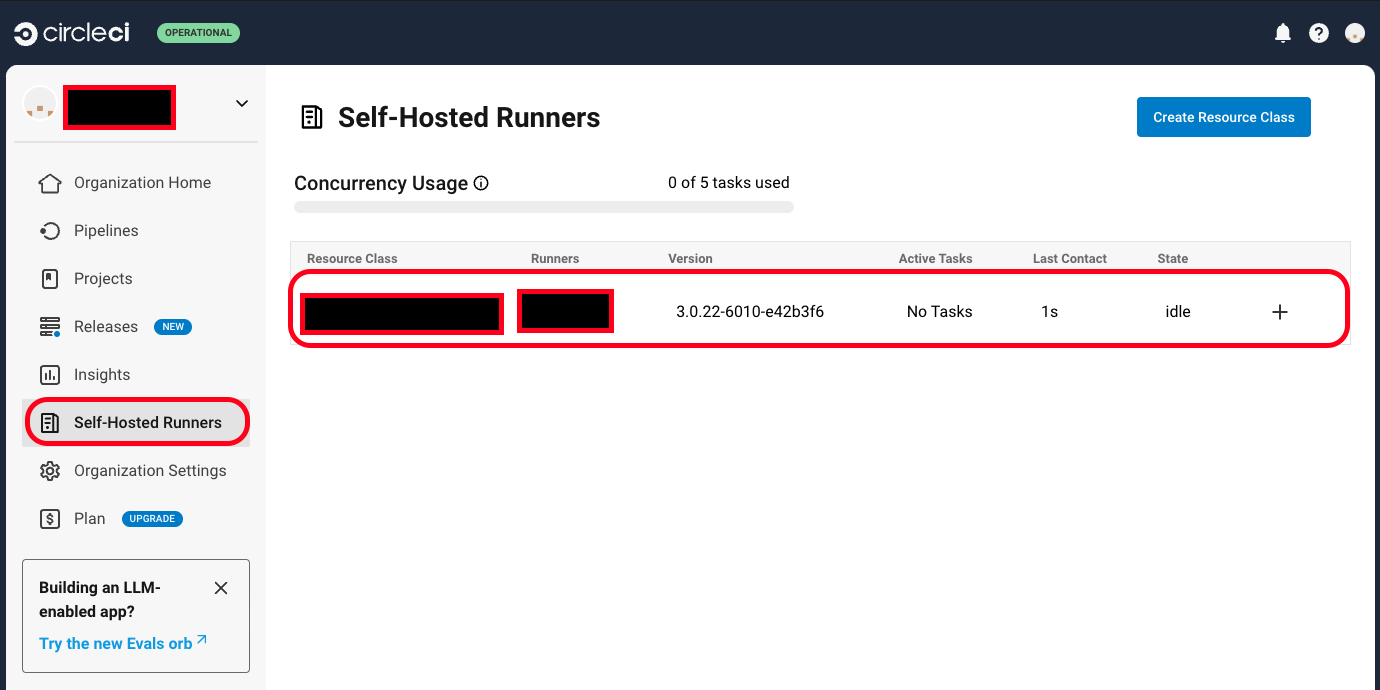 circleci
OPERATIONAL
Self-Hosted Runners
Create Resource Class
Organization Home
Pipelines
Projects
Releases NEW
Insights
Self-Hosted Runners
Organization Settings
Plan UPGRADE
Building an LLM-
enabled app?
Try the new Evals orb
Concurrency Usage
0 of 5 tasks used
Resource Class Runners Version Active Tasks Last Contact State
3.0.22-6010-e42b3f6 No Tasks 1s idle